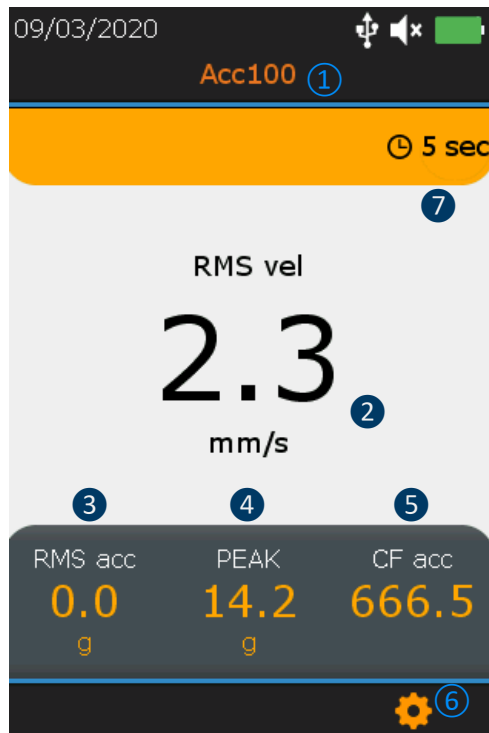 09/03/2020
Acc100 1
5 sec
7
RMS vel
2.3
2
mm/s
3 4 5
RMS acc PEAK CF acc
0.0 14.2 666.5
g g
6